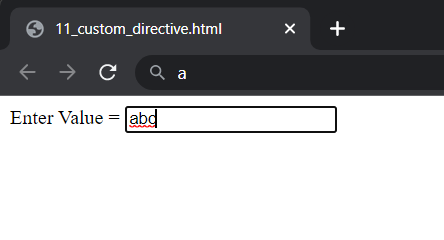 11_custom_directive.html
a
Enter Value = abc